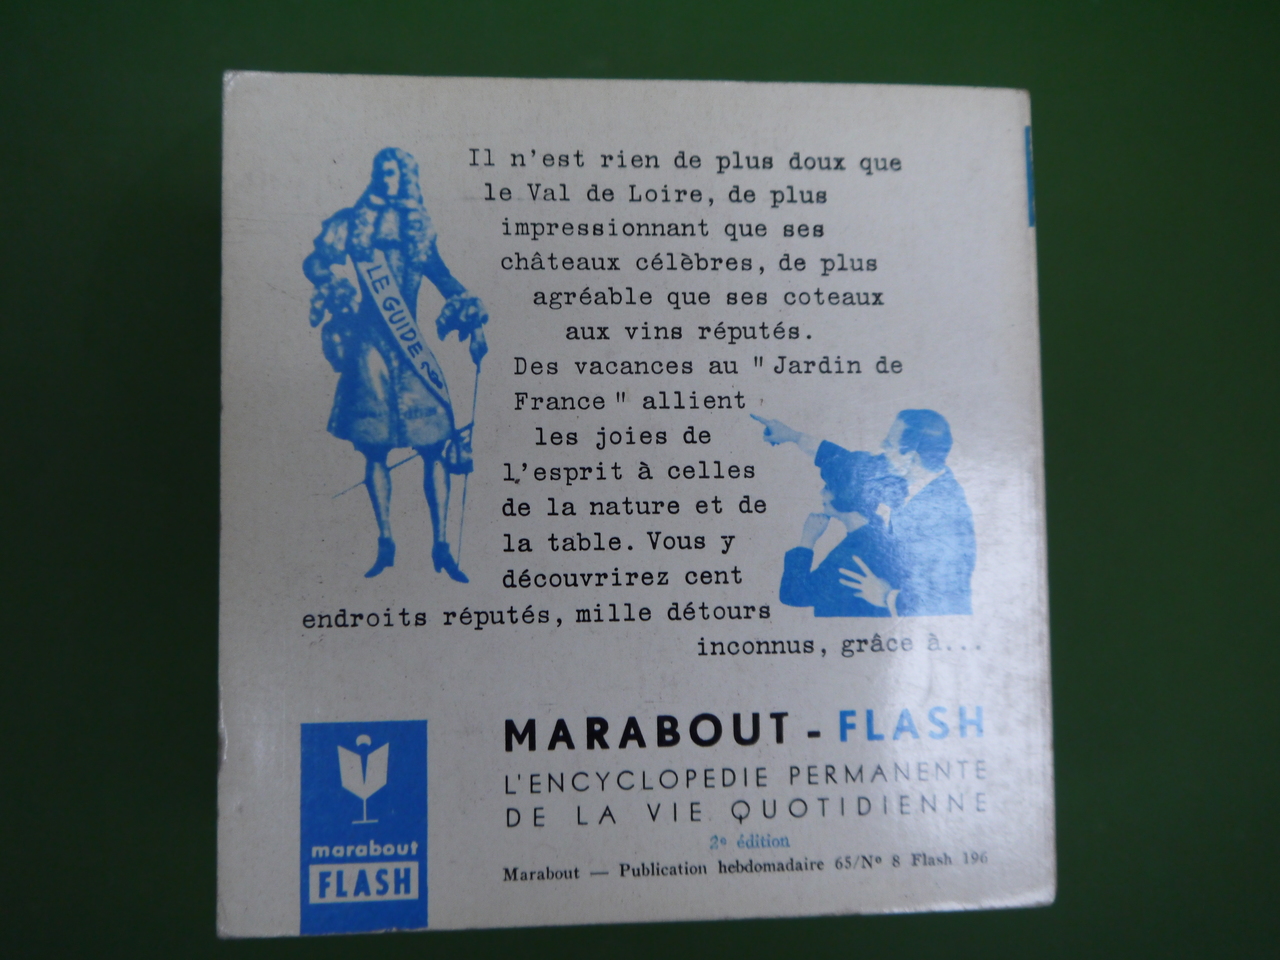 Il n'est rien de plus doux que
le Val de Loire, de plus
impressionnant que ses
châteaux célèbres, de plus
agréable que ses coteaux
aux vins réputés.
Des vacances au " Jardin de
France " allient
les joies de
l'esprit à celles
de la nature et de
la table. Vous y
découvrirez cent
endroits réputés, mille détours
inconnus, grâce à...
LE GUIDE
MARABOUT - FLASH
L'ENCYCLOPEDIE PERMANENTE
DE LA VIE QUOTIDIENNE
2e édition
Marabout — Publication hebdomadaire 65/No 8 Flash 196
marabout
FLASH